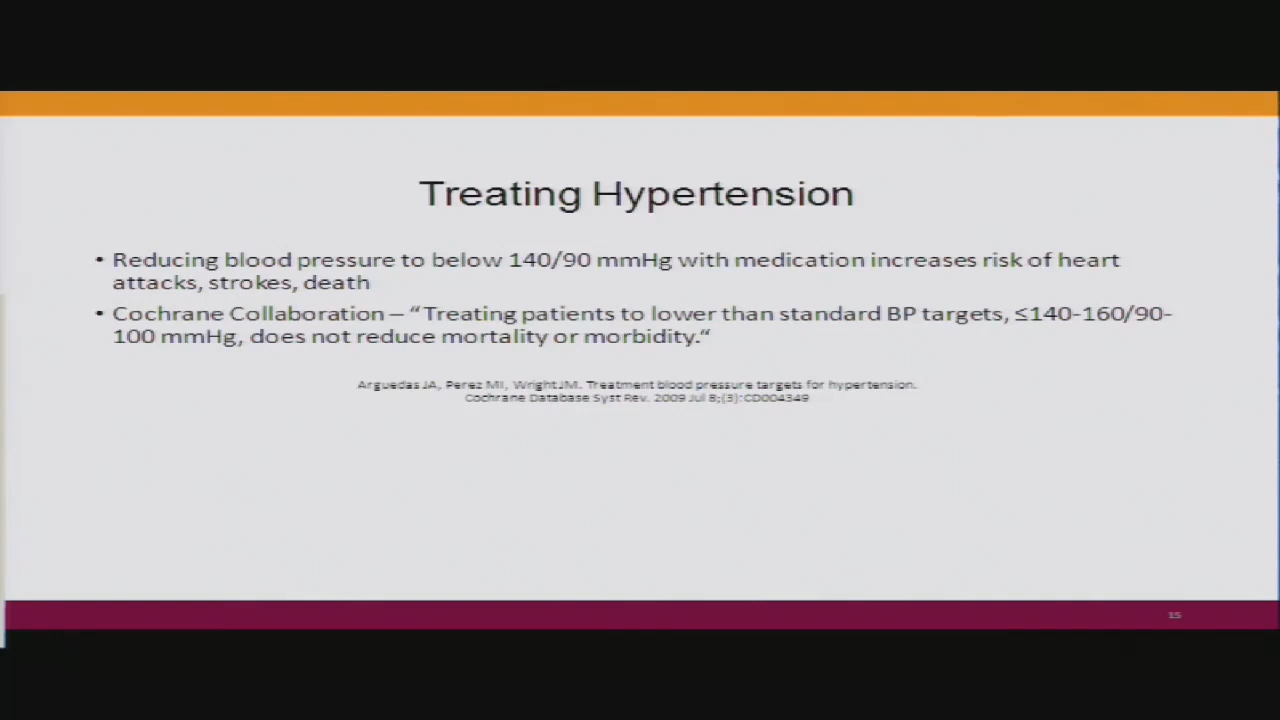 Treating Hypertension
• Reducing blood pressure to below 140/90 mmHg with medication increases risk of heart
attacks, strokes, death
• Cochrane Collaboration – “Treating patients to lower than standard BP targets, ≤140-160/90-
100 mmHg, does not reduce mortality or morbidity.“
Arguedas JA, Perez MI, Wright JM. Treatment blood pressure targets for hypertension.
Cochrane Database Syst Rev. 2009 Jul 8;(3):CD004349
15